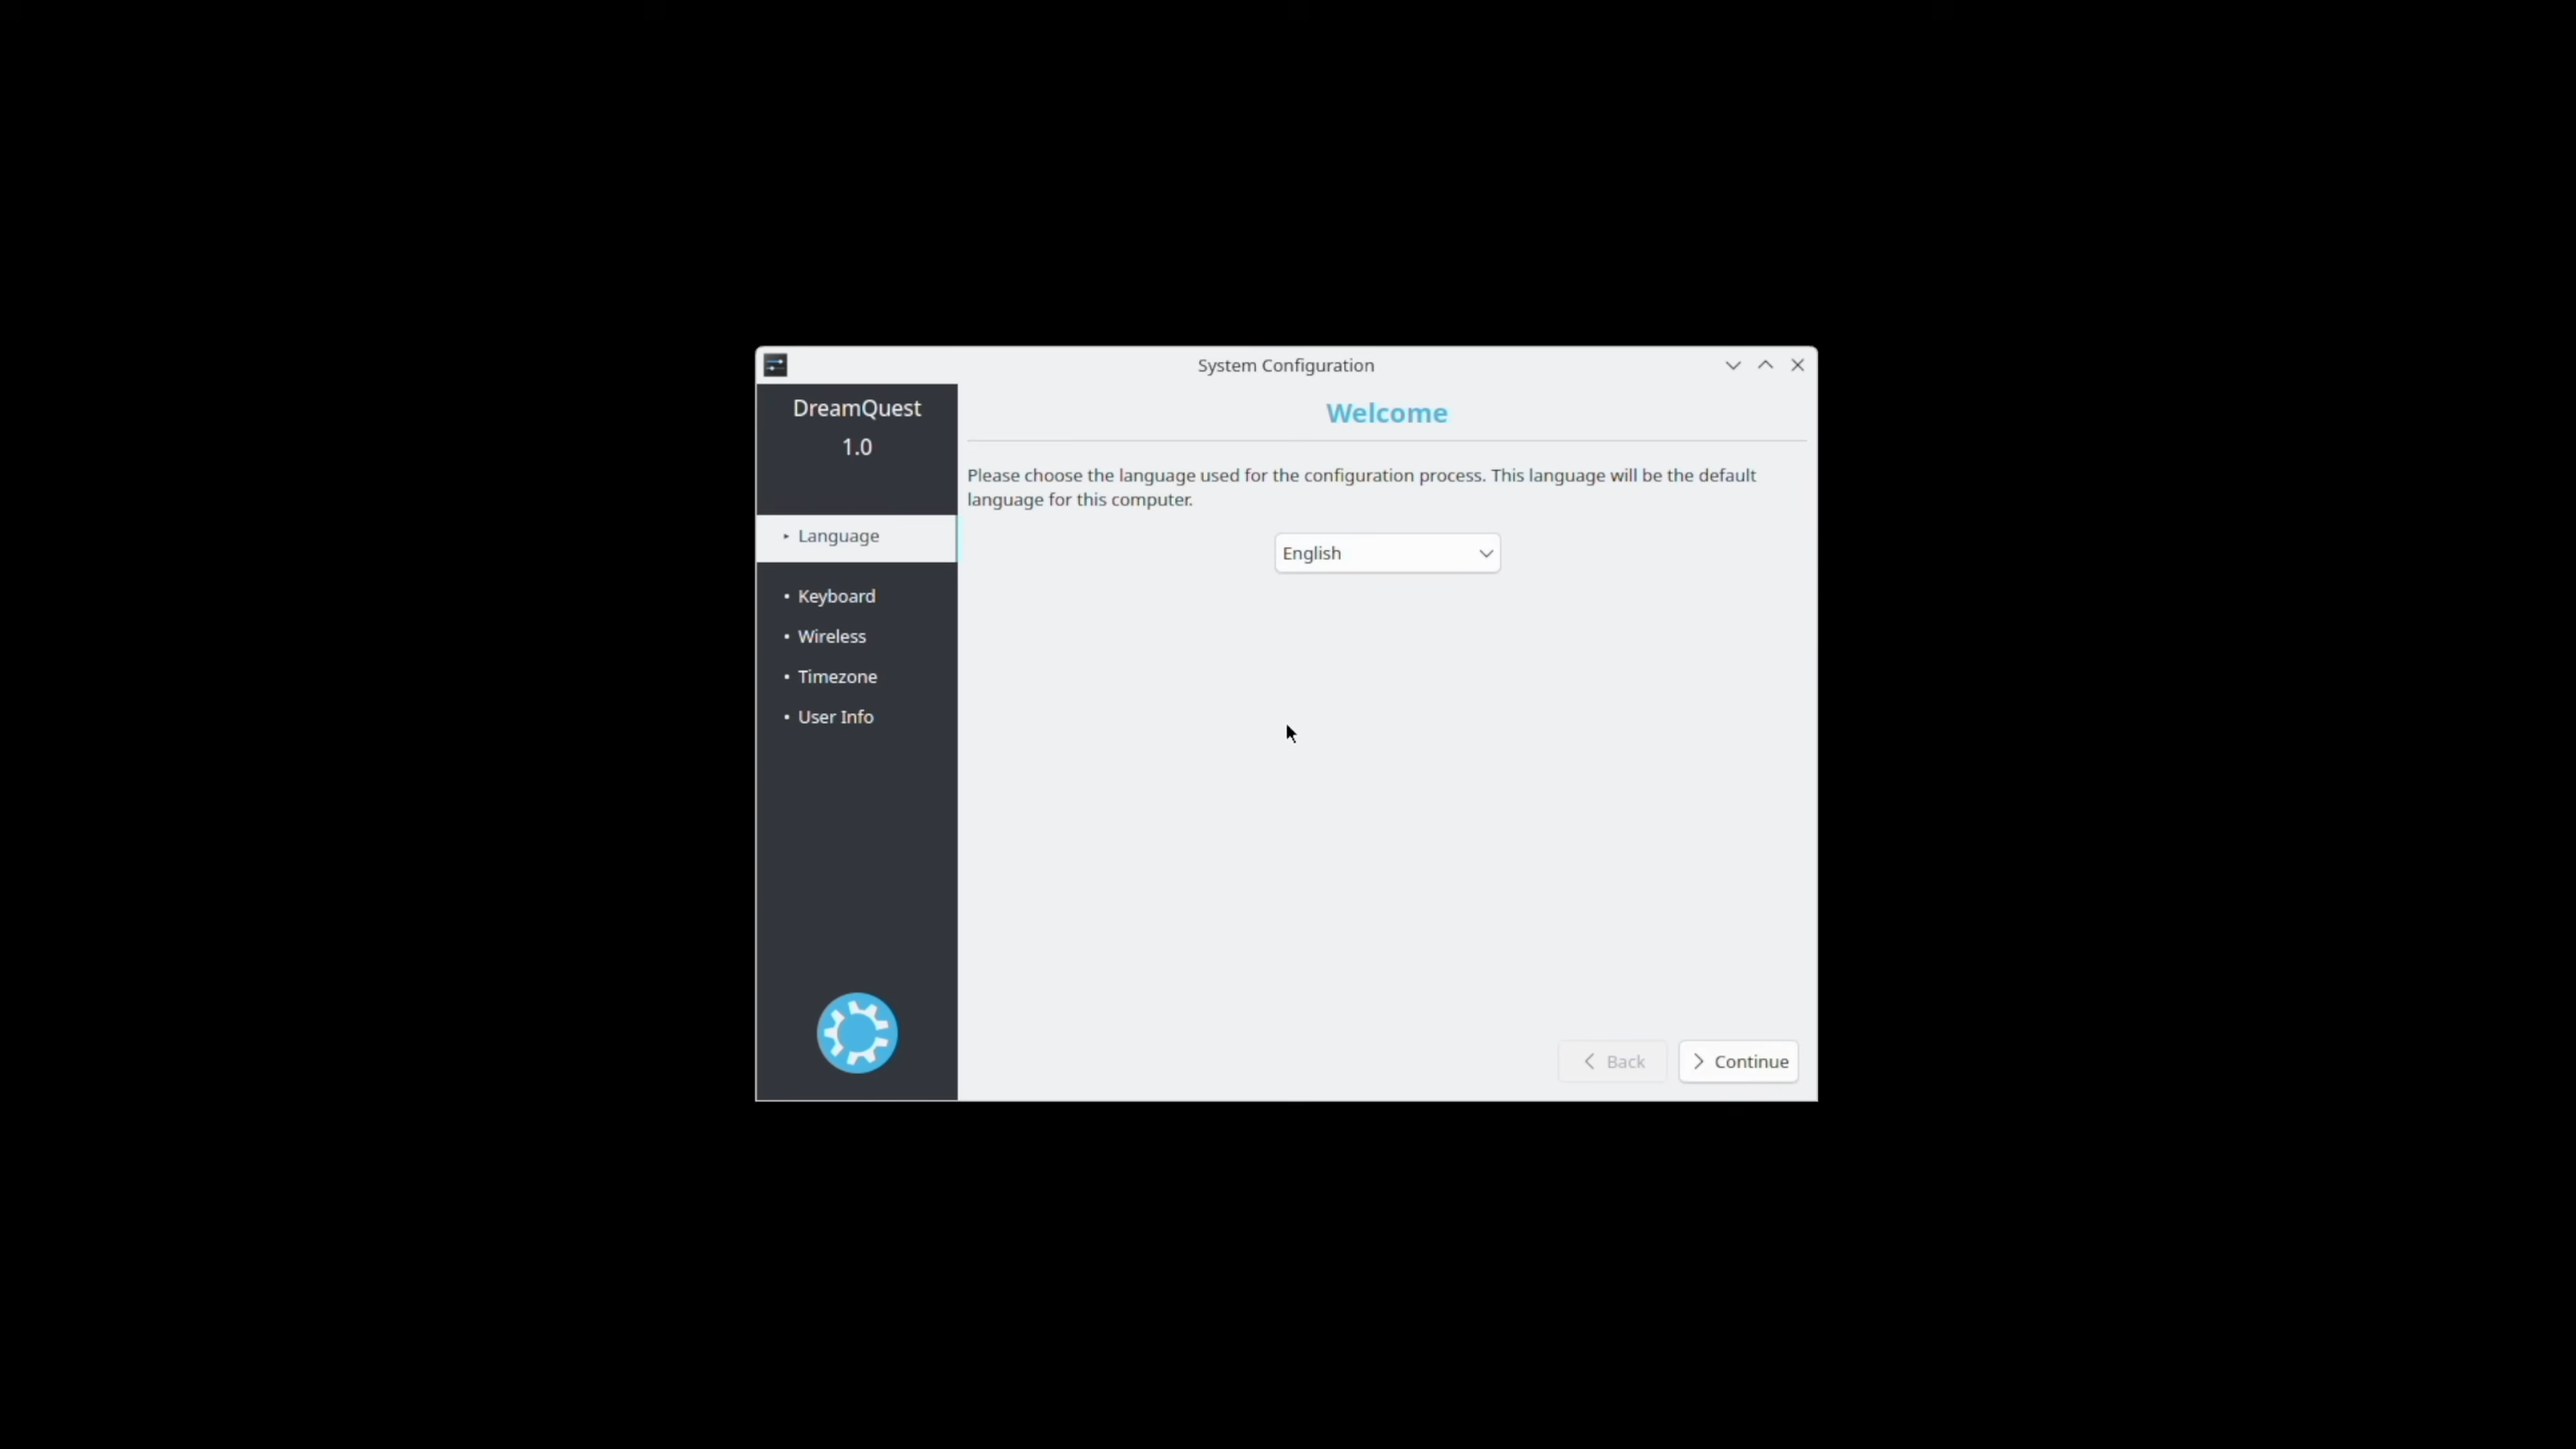 System Configuration
DreamQuest
1.0
Language
Keyboard
Wireless
Timezone
User Info
Welcome
Please choose the language used for the configuration process. This language will be the default
language for this computer.
English
Back
Continue